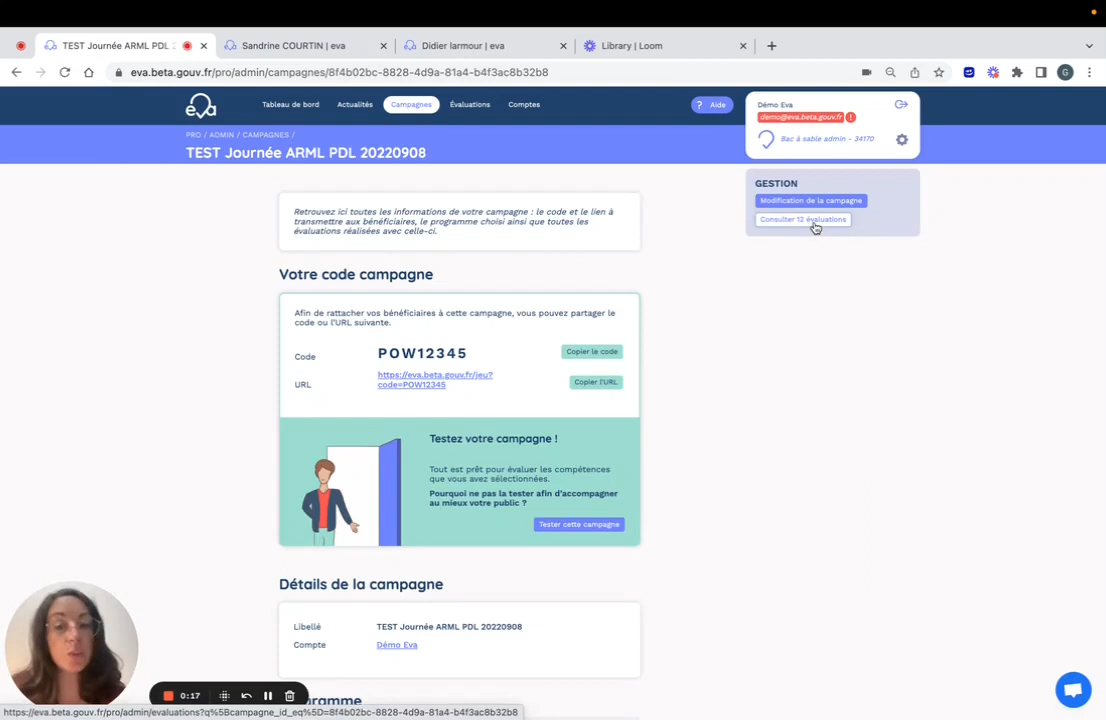 TEST Journée ARML PDL 2
Sandrine COURTIN | eva
Didier larmour | eva
Library | Loom
eva.beta.gouv.fr/pro/admin/campagnes/8f4b02bc-8828-4d9a-81a4-b4f3ac8b32b8
G
eva
Tableau de bord
Actualités
Campagnes
Évaluations
Comptes
? Aide
Démo Eva
demo@eva.beta.gouv.fr !
Bac à sable admin - 34170
PRO / ADMIN / CAMPAGNES /
TEST Journée ARML PDL 20220908
GESTION
Modification de la campagne
Consulter 12 évaluations
Retrouvez ici toutes les informations de votre campagne : le code et le lien à
transmettre aux bénéficiaires, le programme choisi ainsi que toutes les
évaluations réalisées avec celle-ci.
Votre code campagne
Afin de rattacher vos bénéficiaires à cette campagne, vous pouvez partager le
code ou l'URL suivante.
Code
POW12345
Copier le code
URL
https://eva.beta.gouv.fr/jeu?
code=POW12345
Copier l'URL
Testez votre campagne !
Tout est prêt pour évaluer les compétences
que vous avez sélectionnées.
Pourquoi ne pas la tester afin d'accompagner
au mieux votre public ?
Tester cette campagne
Détails de la campagne
Libellé
TEST Journée ARML PDL 20220908
Compte
Démo Eva
0:17
https://eva.beta.gouv.fr/pro/admin/evaluations?q%5Bcampagne_id_eq%5D=8f4b02bc-8828-4d9a-81a4-b4f3ac8b32b8